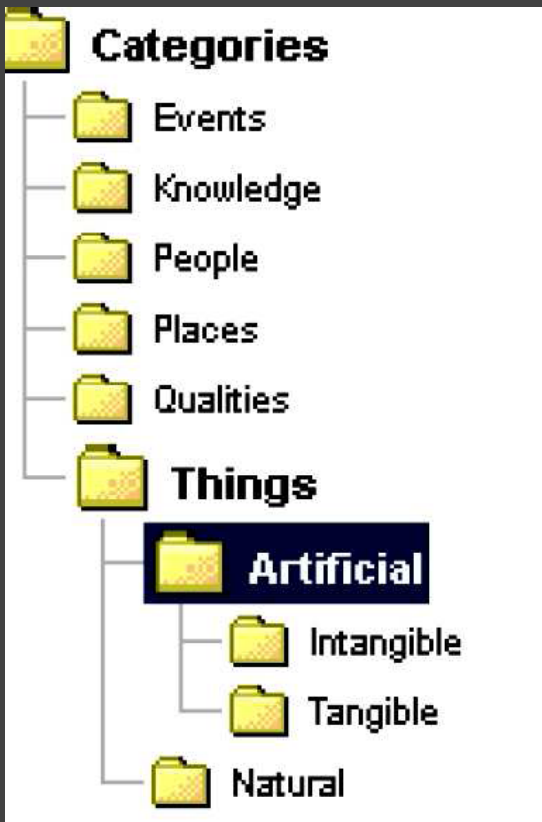 Categories
Events
Knowledge
People
Places
Qualities
Things
Artificial
Intangible
Tangible
Natural